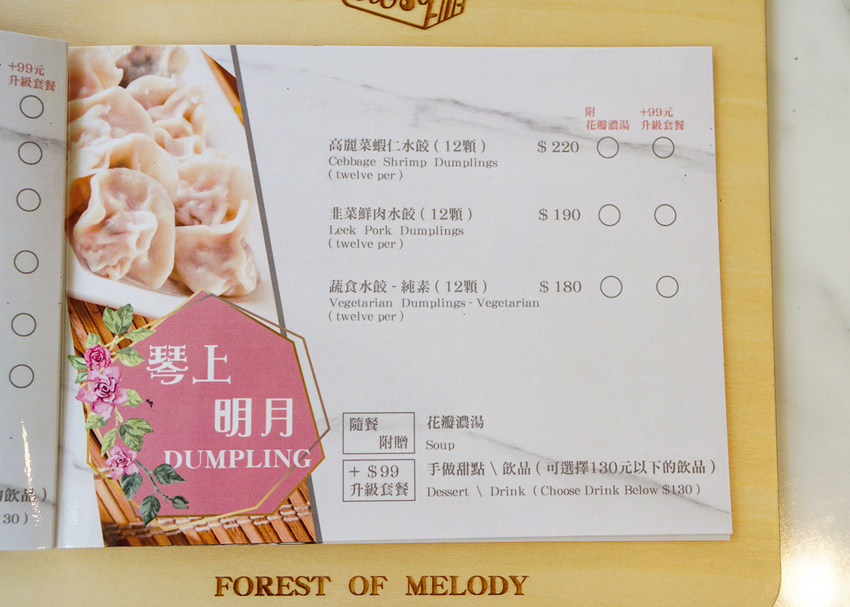 +99元
升級套餐
附
花瓣濃湯
+99元
升級套餐
高麗菜蝦仁水餃 ( 12顆 )
$ 220
Cebbage Shrimp Dumplings
( twelve per )
韭菜鮮肉水餃 ( 12顆 )
$ 190
Leek Pork Dumplings
( twelve per )
蔬食水餃 - 純素 ( 12顆 )
$ 180
Vegetarian Dumplings - Vegetarian
( twelve per )
琴上
明月
DUMPLING
隨餐
附贈
花瓣濃湯
Soup
+ $99
升級套餐
手做甜點 \ 飲品 ( 可選擇130元以下的飲品 )
Dessert \ Drink ( Choose Drink Below $130 )
飲品 )
30 )
FOREST OF MELODY